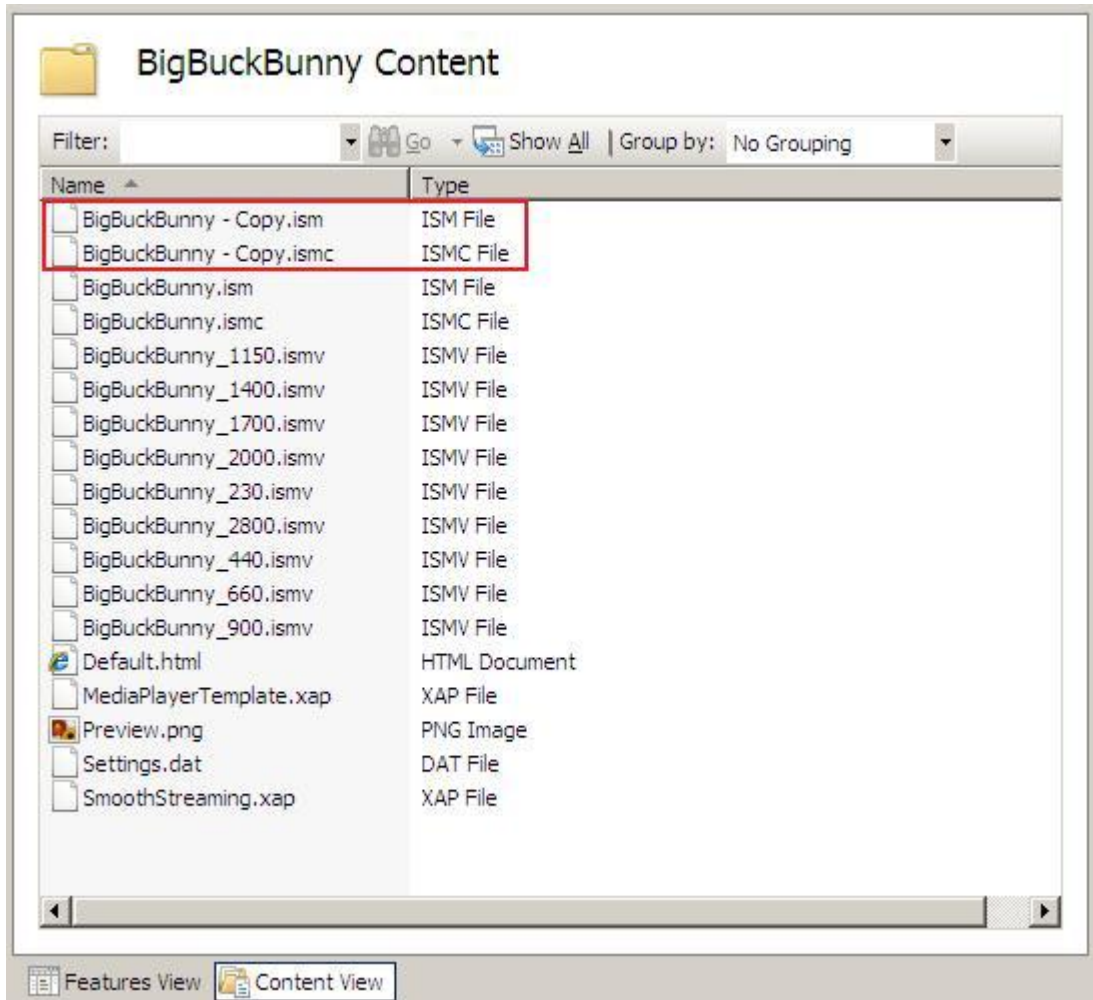 BigBuckBunny Content
Filter: Go Show All | Group by: No Grouping
Name Type
BigBuckBunny - Copy.ism ISM File
BigBuckBunny - Copy.ismc ISMC File
BigBuckBunny.ism ISM File
BigBuckBunny.ismc ISMC File
BigBuckBunny_1150.ismv ISMV File
BigBuckBunny_1400.ismv ISMV File
BigBuckBunny_1700.ismv ISMV File
BigBuckBunny_2000.ismv ISMV File
BigBuckBunny_230.ismv ISMV File
BigBuckBunny_2800.ismv ISMV File
BigBuckBunny_440.ismv ISMV File
BigBuckBunny_660.ismv ISMV File
BigBuckBunny_900.ismv ISMV File
Default.html HTML Document
MediaPlayerTemplate.xap XAP File
Preview.png PNG Image
Settings.dat DAT File
SmoothStreaming.xap XAP File
Features View Content View